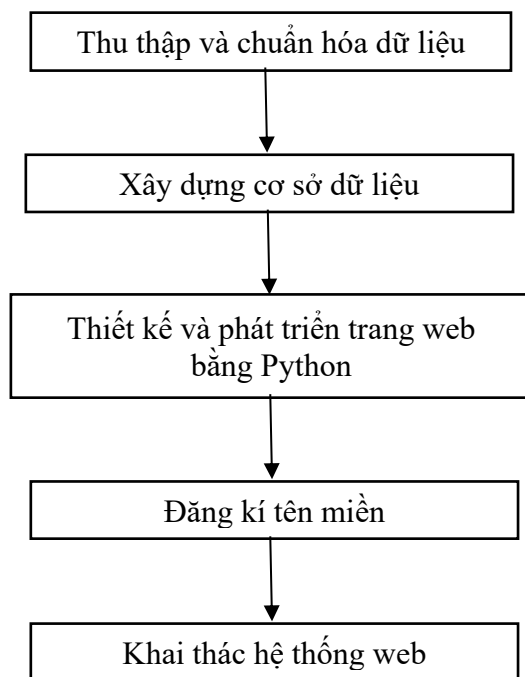 Thu thập và chuẩn hóa dữ liệu
Xây dựng cơ sở dữ liệu
Thiết kế và phát triển trang web
bằng Python
Đăng kí tên miền
Khai thác hệ thống web